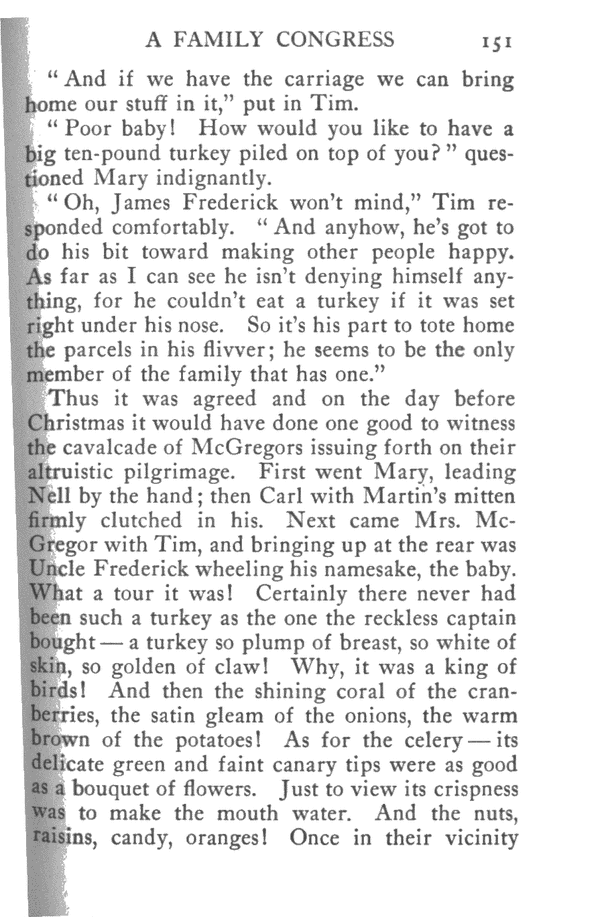 A FAMILY CONGRESS 151
“ And if we have the carriage we can bring
home our stuff in it,” put in Tim.
“ Poor baby! How would you like to have a
big ten-pound turkey piled on top of you? ” ques-
tioned Mary indignantly.
“ Oh, James Frederick won’t mind,” Tim re-
sponded comfortably. “ And anyhow, he’s got to
do his bit toward making other people happy.
As far as I can see he isn’t denying himself any-
thing, for he couldn’t eat a turkey if it was set
right under his nose. So it’s his part to tote home
the parcels in his flivver; he seems to be the only
member of the family that has one.”
Thus it was agreed and on the day before
Christmas it would have done one good to witness
the cavalcade of McGregors issuing forth on their
altruistic pilgrimage. First went Mary, leading
Nell by the hand; then Carl with Martin’s mitten
firmly clutched in his. Next came Mrs. Mc-
Gregor with Tim, and bringing up at the rear was
Uncle Frederick wheeling his namesake, the baby.
What a tour it was! Certainly there never had
been such a turkey as the one the reckless captain
bought — a turkey so plump of breast, so white of
skin, so golden of claw! Why, it was a king of
birds! And then the shining coral of the cran-
berries, the satin gleam of the onions, the warm
brown of the potatoes! As for the celery — its
delicate green and faint canary tips were as good
as a bouquet of flowers. Just to view its crispness
was to make the mouth water. And the nuts,
raisins, candy, oranges! Once in their vicinity